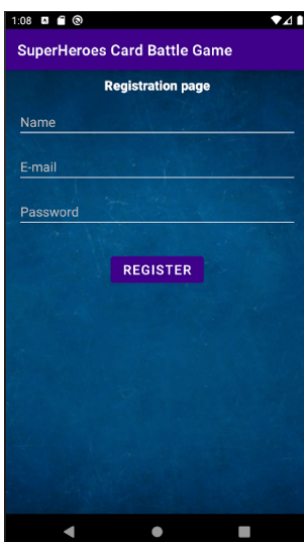 1:08
SuperHeroes Card Battle Game
Registration page
Name
E-mail
Password
REGISTER